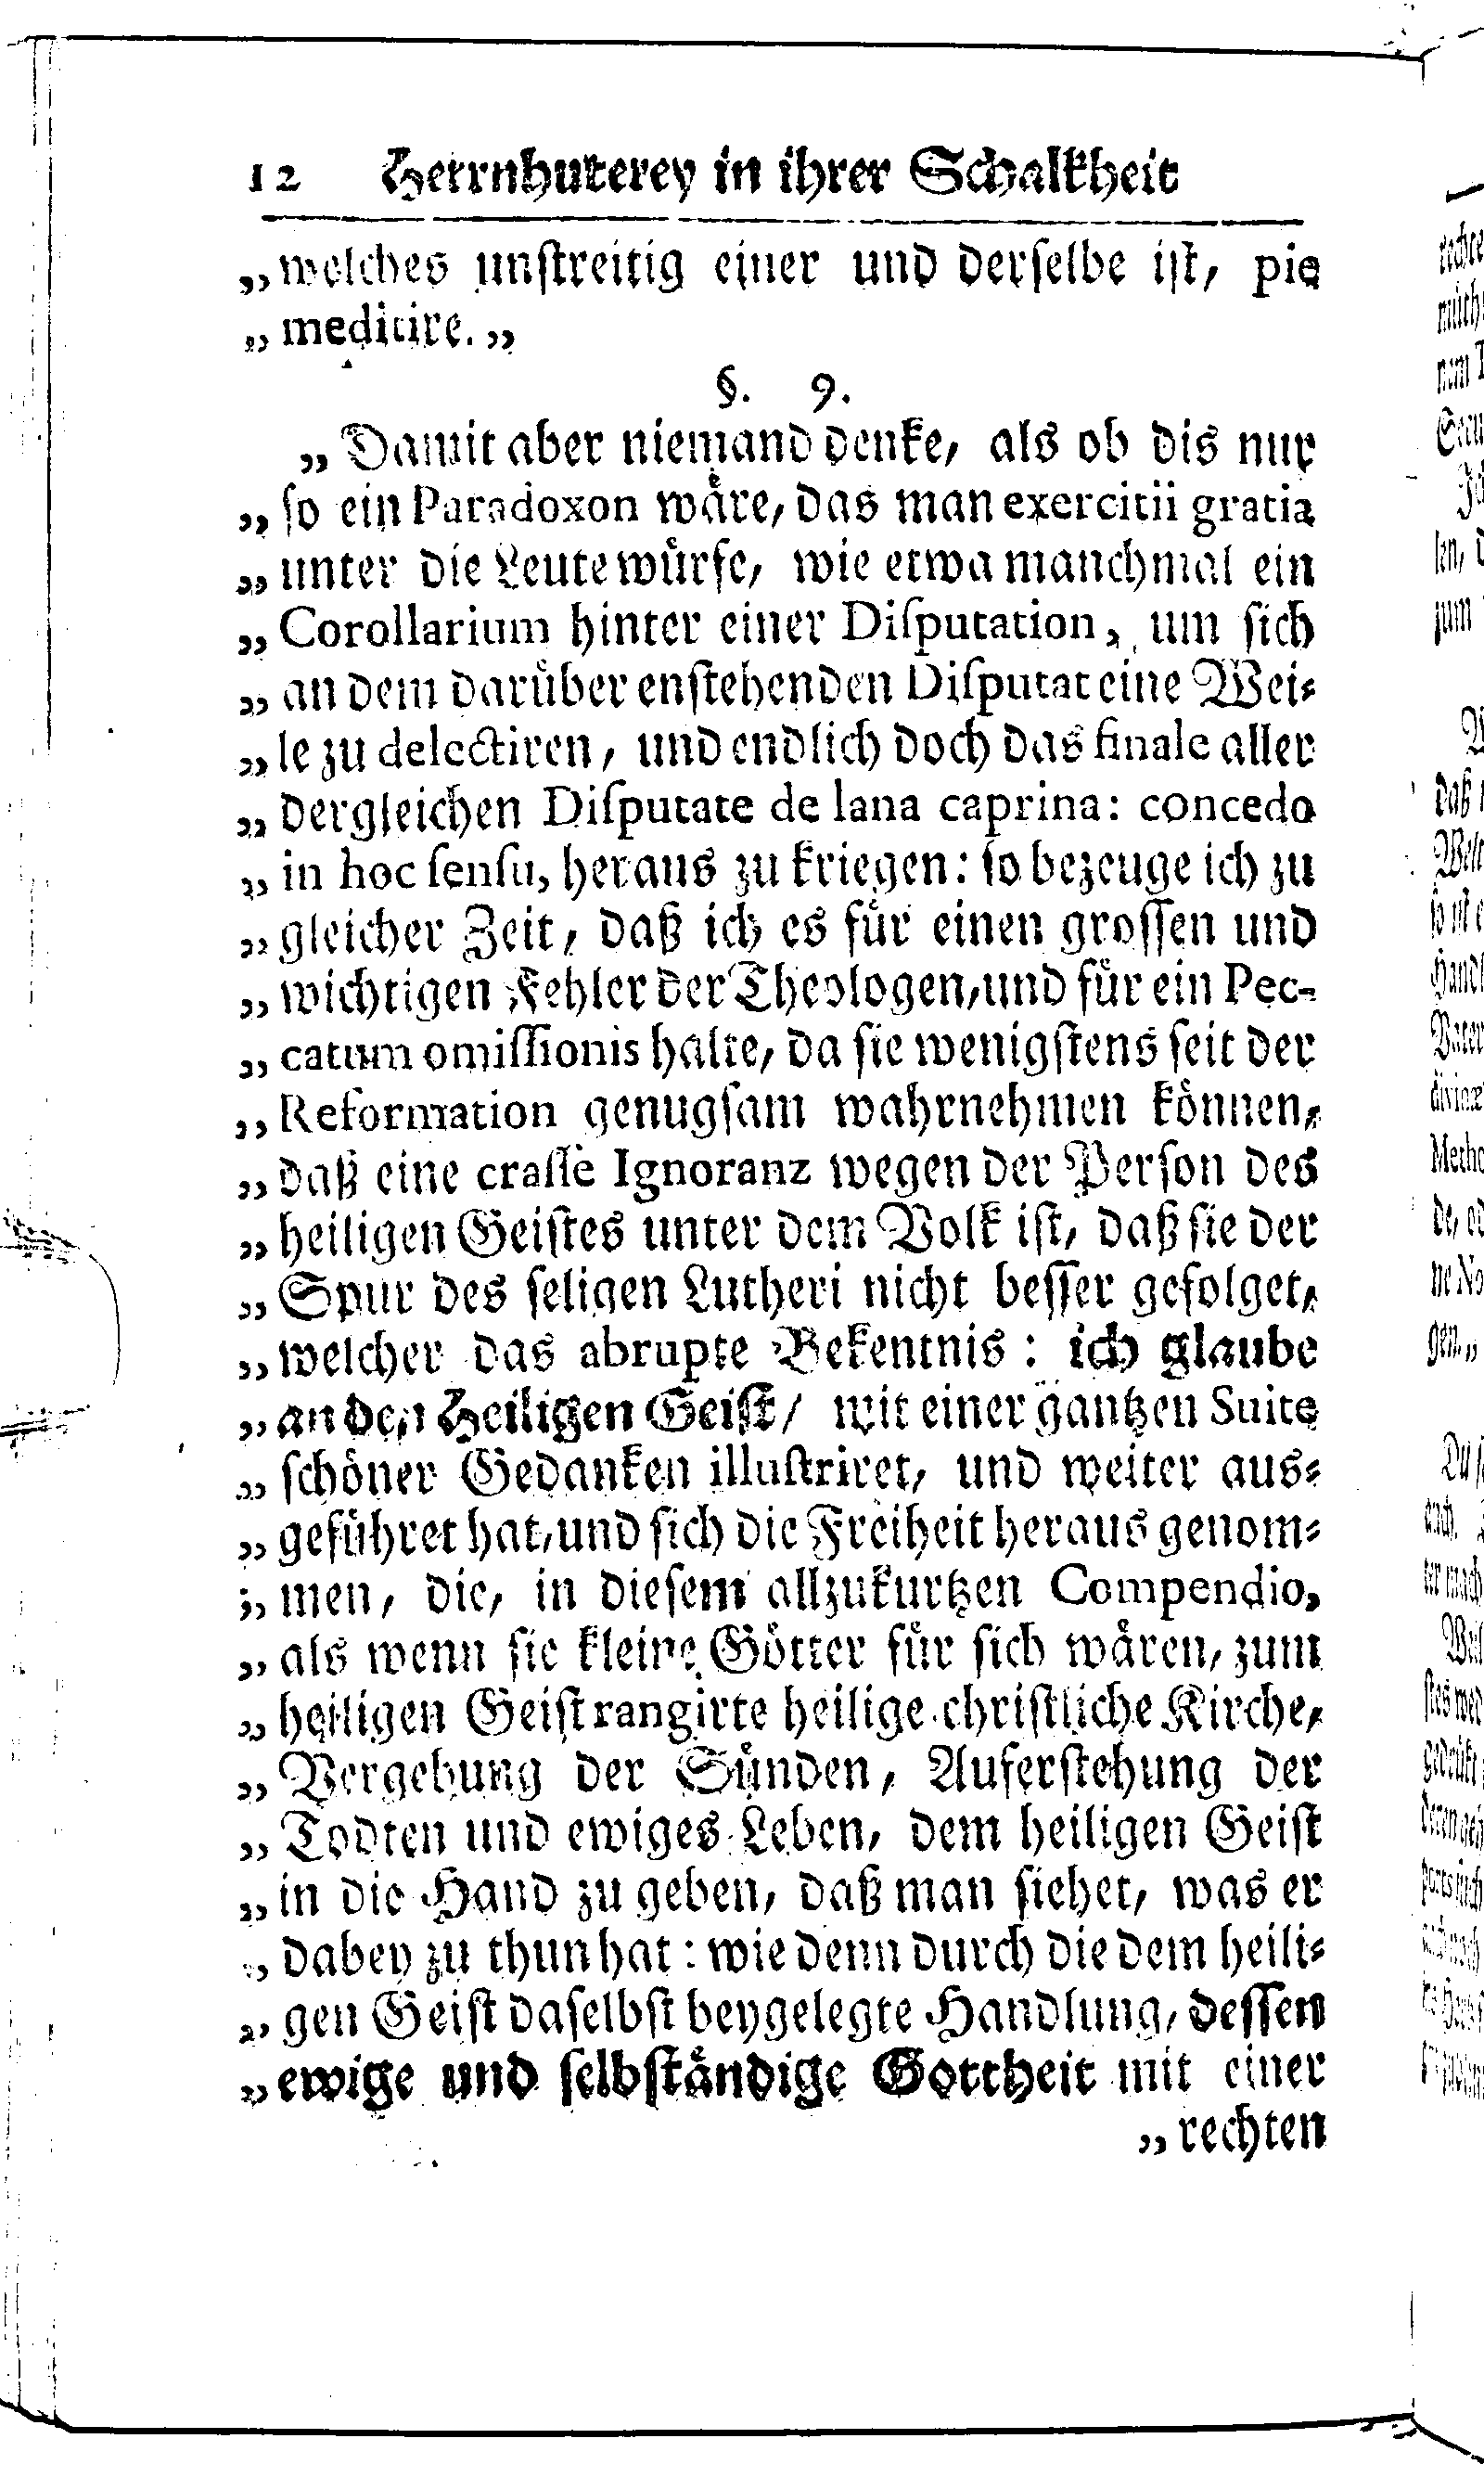 12 Herrnhuterey in ihrer Schalkheit
„welches unstreitig einer und derselbe ist, pie
„meditire.„
§. 9.
„Damit aber niemand denke, als ob dis nur
„so ein Paradoxon wäre, das man exercitii gratia
„unter die Leute würfe, wie etwa manchmal ein
„Corollarium hinter einer Disputation, um sich
„an dem darüber enstehenden Disputat eine Wei-
„le zu delectiren, und endlich doch das finale aller
„dergleichen Disputate de lana caprina: concedo
„in hoc sensu, heraus zu kriegen: so bezeuge ich zu
„gleicher Zeit, daß ich es für einen grossen und
„wichtigen Fehler der Theologen, und für ein Pec-
„catum omissionis halte, da sie wenigstens seit der
„Reformation genugsam wahrnehmen können,
„daß eine crasse Ignoranz wegen der Person des
„heiligen Geistes unter dem Volk ist, daß sie der
„Spur des seligen Lutheri nicht besser gefolget,
„welcher das abrupte Bekentnis: ich glaube
„an den Heiligen Geist/ mit einer gantzen Suite
„schöner Gedanken illustriret, und weiter aus-
„geführet hat, und sich die Freiheit heraus genom-
„men, die, in diesem allzukurtzen Compendio,
„als wenn sie kleine Götter für sich wären, zum
„heiligen Geist rangirte heilige christliche Kirche,
„Vergebung der Sünden, Auferstehung der
„Todten und ewiges Leben, dem heiligen Geist
„in die Hand zu geben, daß man siehet, was er
„dabey zu thun hat: wie denn durch die dem heili-
„gen Geist daselbst beygelegte Handlung, dessen
„ewige und selbständige Gottheit mit einer
„rechten